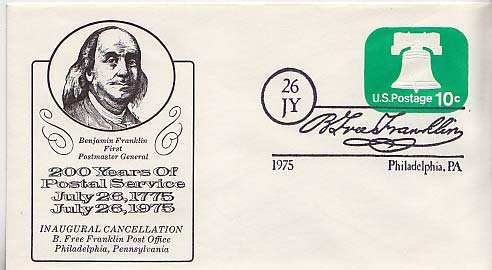 Benjamin Franklin
First
Postmaster General
200 Years Of
Postal Service
July 26, 1775
July 26, 1975
INAUGURAL CANCELLATION
B. Free Franklin Post Office
Philadelphia, Pennsylvania
U.S. Postage 10c
26
JY
B Free Franklin
1975 Philadelphia, PA